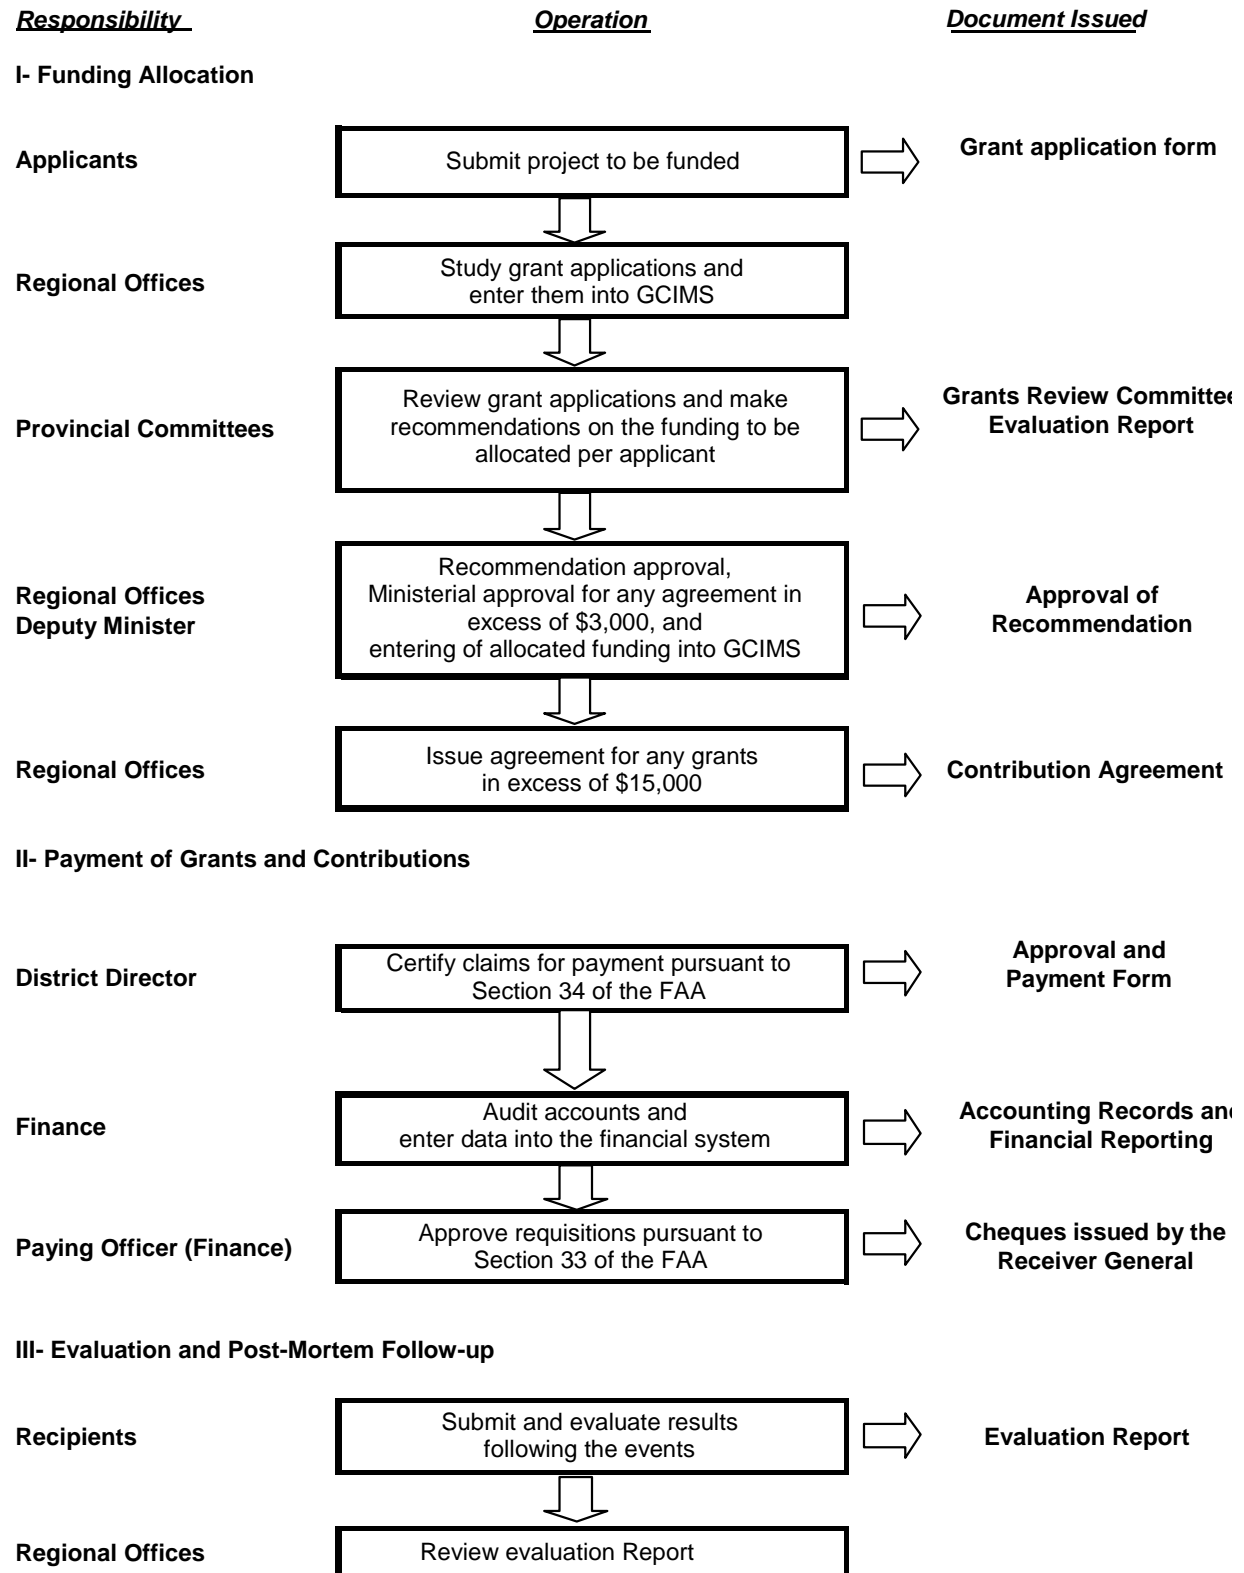 Responsibility Operation Document Issued
I- Funding Allocation
Applicants
Submit project to be funded
Grant application form
Regional Offices
Study grant applications and
enter them into GCIMS
Provincial Committees
Review grant applications and make
recommendations on the funding to be
allocated per applicant
Grants Review Committee
Evaluation Report
Regional Offices
Deputy Minister
Recommendation approval,
Ministerial approval for any agreement in
excess of $3,000, and
entering of allocated funding into GCIMS
Approval of
Recommendation
Regional Offices
Issue agreement for any grants
in excess of $15,000
Contribution Agreement
II- Payment of Grants and Contributions
District Director
Certify claims for payment pursuant to
Section 34 of the FAA
Approval and
Payment Form
Finance
Audit accounts and
enter data into the financial system
Accounting Records and
Financial Reporting
Paying Officer (Finance)
Approve requisitions pursuant to
Section 33 of the FAA
Cheques issued by the
Receiver General
III- Evaluation and Post-Mortem Follow-up
Recipients
Submit and evaluate results
following the events
Evaluation Report
Regional Offices
Review evaluation Report